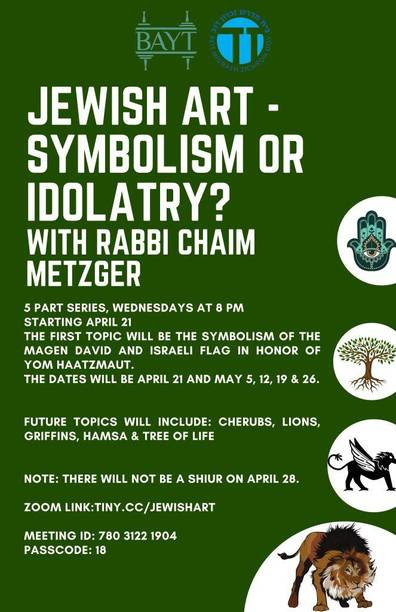 BAYT
JEWISH ART -
SYMBOLISM OR
IDOLATRY?
WITH RABBI CHAIM
METZGER
5 PART SERIES, WEDNESDAYS AT 8 PM
STARTING APRIL 21
THE FIRST TOPIC WILL BE THE SYMBOLISM OF THE
MAGEN DAVID AND ISRAELI FLAG IN HONOR OF
YOM HAATZMAUT.
THE DATES WILL BE APRIL 21 AND MAY 5, 12, 19 & 26.
FUTURE TOPICS WILL INCLUDE: CHERUBS, LIONS,
GRIFFINS, HAMSA & TREE OF LIFE
NOTE: THERE WILL NOT BE A SHIUR ON APRIL 28.
ZOOM LINK:TINY.CC/JEWISHART
MEETING ID: 780 3122 1904
PASSCODE: 18